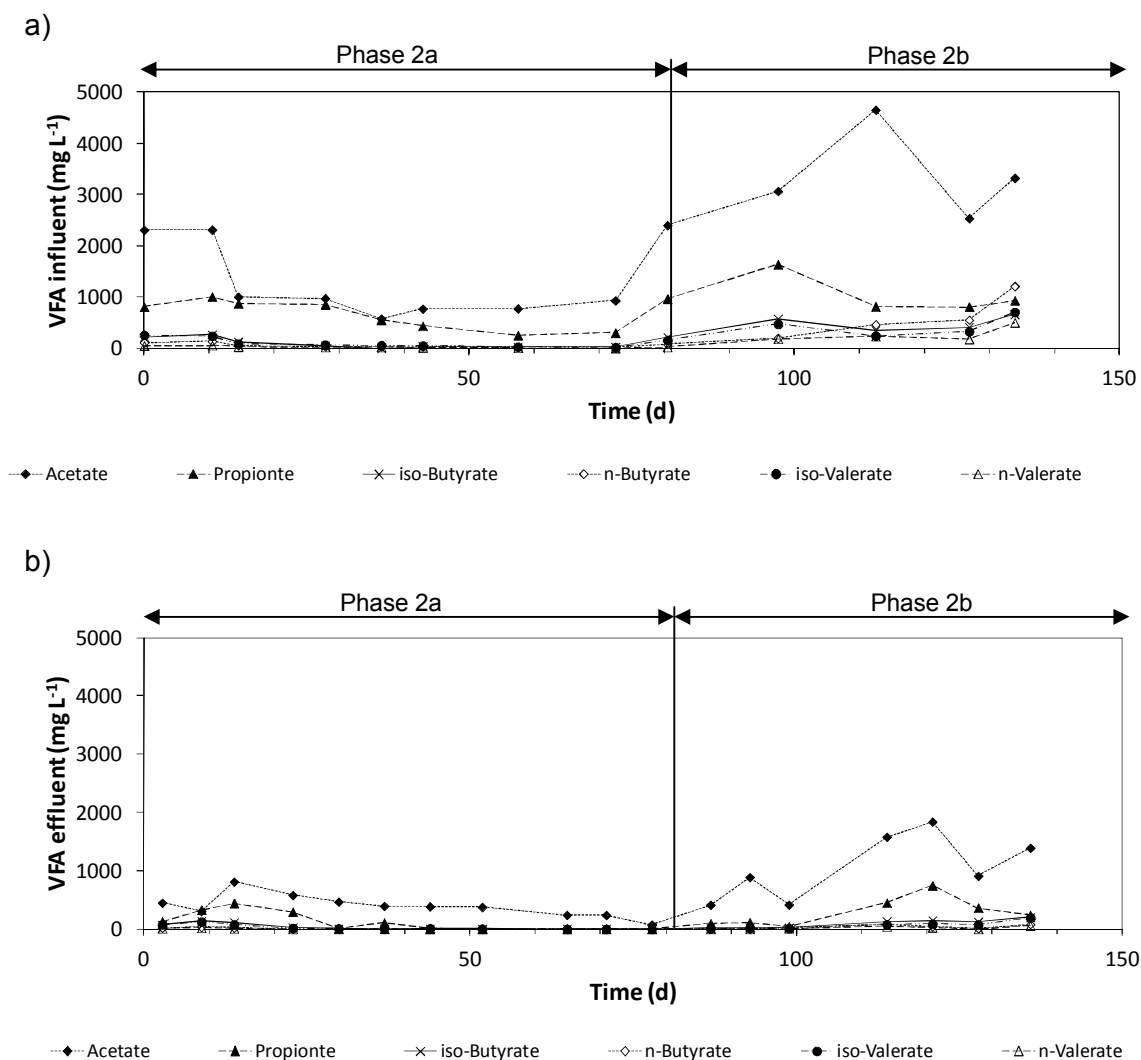 a)
Phase 2a Phase 2b
5000
4000
3000
2000
1000
0
VFA influent (mg L⁻¹)
0 50 100 150
Time (d)
Acetate Propionte iso-Butyrate n-Butyrate iso-Valerate n-Valerate
b)
Phase 2a Phase 2b
5000
4000
3000
2000
1000
0
VFA effluent (mg L⁻¹)
0 50 100 150
Time (d)
Acetate Propionte iso-Butyrate n-Butyrate iso-Valerate n-Valerate